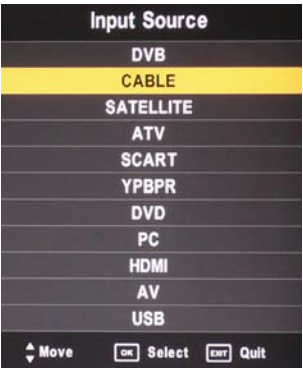 Input Source
DVB
CABLE
SATELLITE
ATV
SCART
YPBPR
DVD
PC
HDMI
AV
USB
Move OK Select EXIT Quit